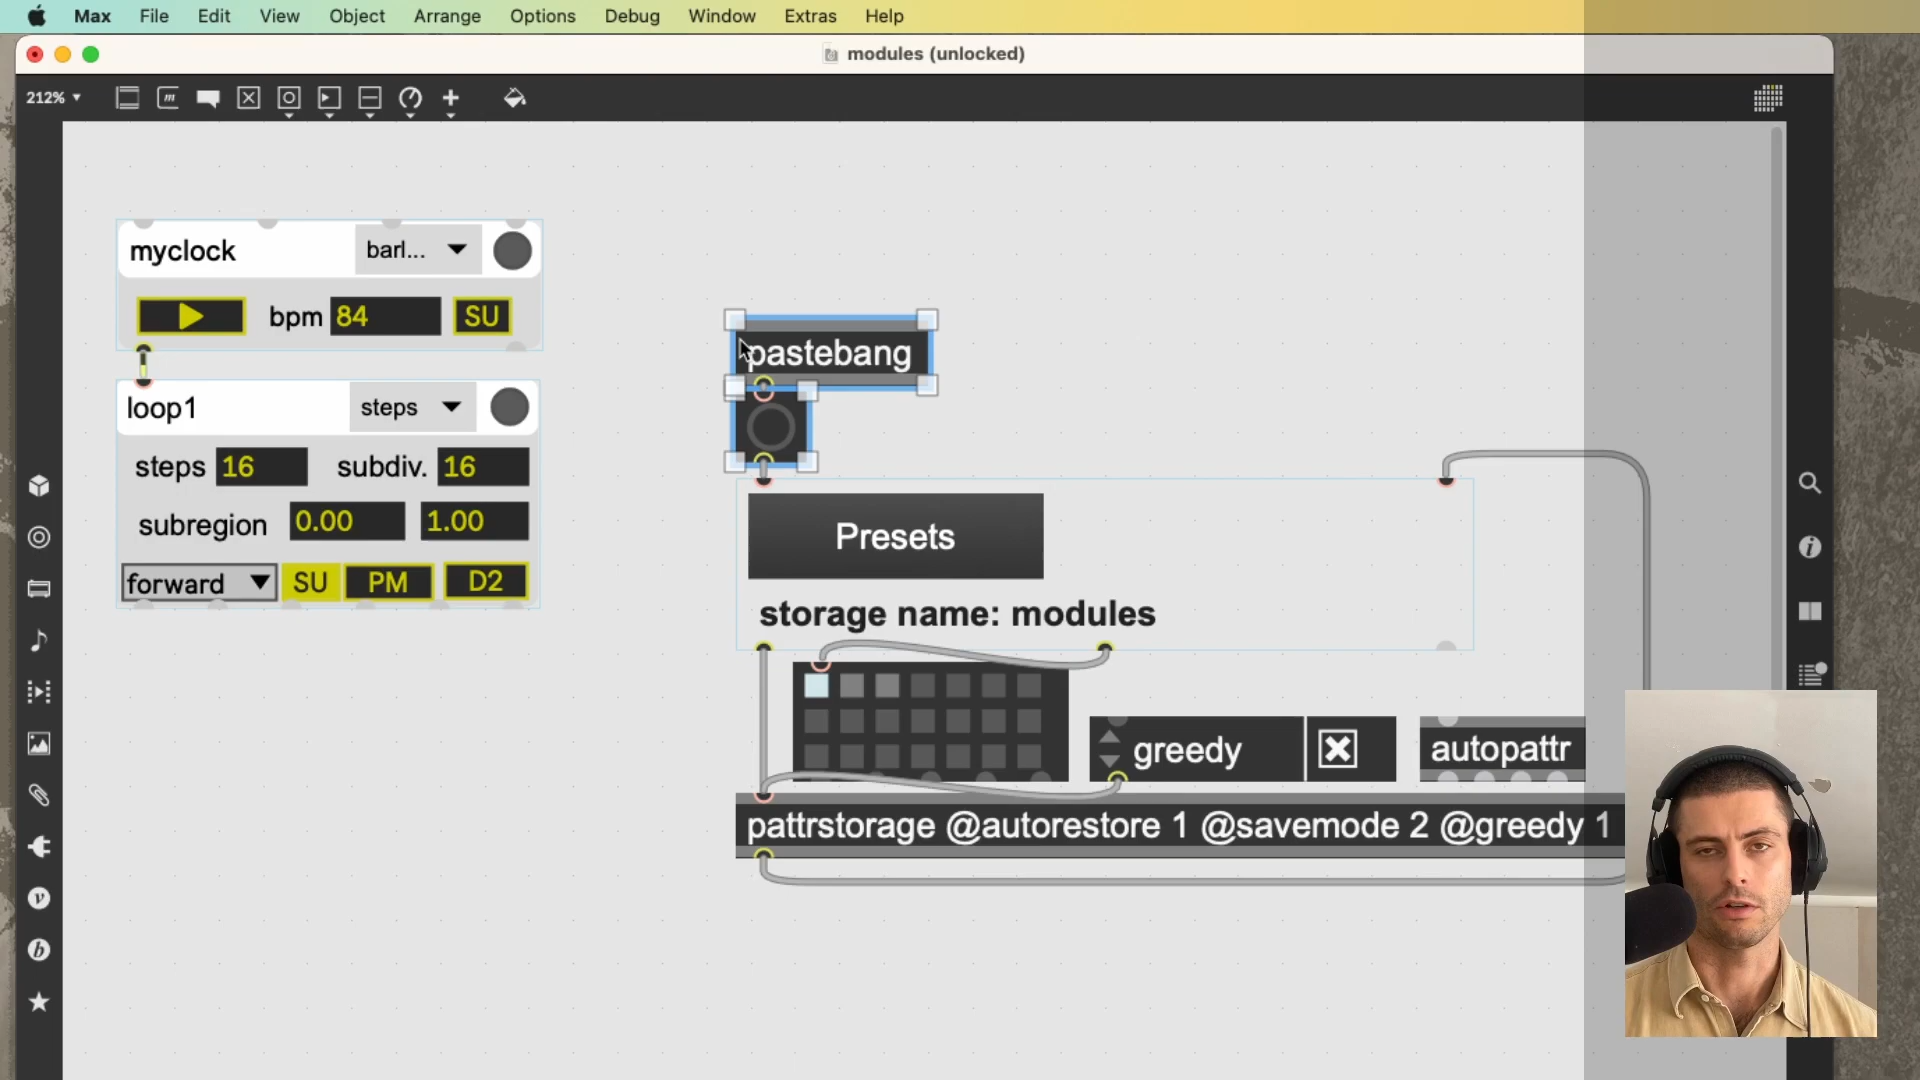 Max File Edit View Object Arrange Options Debug Window Extras Help
modules (unlocked)
212%
m
myclock barl...
bpm 84 SU
loop1 steps
steps 16 subdiv. 16
subregion 0.00 1.00
forward SU PM D2
pastebang
Presets
storage name: modules
greedy
autopattr
pattrstorage @autorestore 1 @savemode 2 @greedy 1